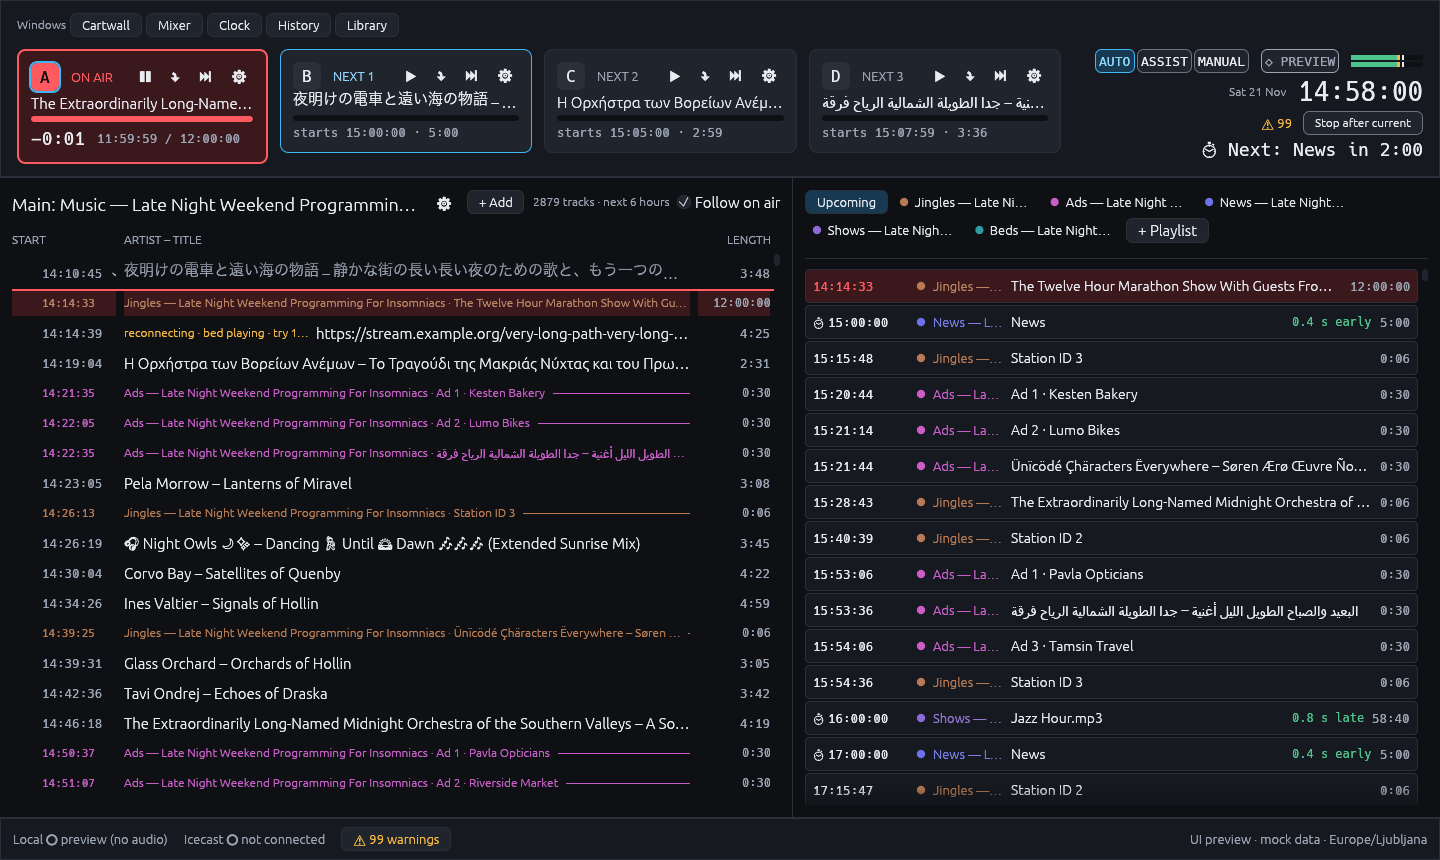 Windows Cartwall Mixer Clock History Library
A ON AIR
The Extraordinarily Long-Name…
−0:01 11:59:59 / 12:00:00
B NEXT 1
夜明けの電車と遠い海の物語 – …
starts 15:00:00 · 5:00
C NEXT 2
Η Ορχήστρα των Βορείων Ανέμ…
starts 15:05:00 · 2:59
D NEXT 3
نية – جدا الطويلة الشمالية الرياح فرقة…
starts 15:07:59 · 3:36
AUTO ASSIST MANUAL ◇ PREVIEW
Sat 21 Nov 14:58:00
⚠ 99 Stop after current
Next: News in 2:00
Main: Music — Late Night Weekend Programmin… + Add 2879 tracks · next 6 hours Follow on air
START ARTIST – TITLE LENGTH
14:10:45 夜明けの電車と遠い海の物語 – 静かな街の長い長い夜のための歌と、もう一つの… 3:48
14:14:33 Jingles — Late Night Weekend Programming For Insomniacs · The Twelve Hour Marathon Show With Gu… 12:00:00
14:14:39 reconnecting · bed playing · try 1… https://stream.example.org/very-long-path-very-long-… 4:25
14:19:04 Η Ορχήστρα των Βορείων Ανέμων – Το Τραγούδι της Μακριάς Νύχτας και του Πρω… 2:31
14:21:35 Ads — Late Night Weekend Programming For Insomniacs · Ad 1 · Kesten Bakery 0:30
14:22:05 Ads — Late Night Weekend Programming For Insomniacs · Ad 2 · Lumo Bikes 0:30
14:22:35 Ads — Late Night Weekend Programming For Insomniacs · الطويل الليل أغنية – جدا الطويلة الشمالية الرياح فرقة … 0:30
14:23:05 Pela Morrow – Lanterns of Miravel 3:08
14:26:13 Jingles — Late Night Weekend Programming For Insomniacs · Station ID 3 0:06
14:26:19 🎧 Night Owls 🌙✨ – Dancing 💃 Until 🌅 Dawn 🎶🎶🎶 (Extended Sunrise Mix) 3:45
14:30:04 Corvo Bay – Satellites of Quenby 4:22
14:34:26 Ines Valtier – Signals of Hollin 4:59
14:39:25 Jingles — Late Night Weekend Programming For Insomniacs · Ünïcödé Çhäracters Ëverywhere – Søren … 0:06
14:39:31 Glass Orchard – Orchards of Hollin 3:05
14:42:36 Tavi Ondrej – Echoes of Draska 3:42
14:46:18 The Extraordinarily Long-Named Midnight Orchestra of the Southern Valleys – A So… 4:19
14:50:37 Ads — Late Night Weekend Programming For Insomniacs · Ad 1 · Pavla Opticians 0:30
14:51:07 Ads — Late Night Weekend Programming For Insomniacs · Ad 2 · Riverside Market 0:30
Upcoming Jingles — Late Ni… Ads — Late Night … News — Late Night…
Shows — Late Nigh… Beds — Late Night… + Playlist
14:14:33 Jingles —… The Twelve Hour Marathon Show With Guests Fro… 12:00:00
15:00:00 News — L… News 0.4 s early 5:00
15:15:48 Jingles —… Station ID 3 0:06
15:20:44 Ads — La… Ad 1 · Kesten Bakery 0:30
15:21:14 Ads — La… Ad 2 · Lumo Bikes 0:30
15:21:44 Ads — La… Ünïcödé Çhäracters Ëverywhere – Søren Ærø Œuvre Ño… 0:30
15:28:43 Jingles —… The Extraordinarily Long-Named Midnight Orchestra of … 0:06
15:40:39 Jingles —… Station ID 2 0:06
15:53:06 Ads — La… Ad 1 · Pavla Opticians 0:30
15:53:36 Ads — La… البعيد والصباح الطويل الليل أغنية – جدا الطويلة الشمالية الرياح فرقة 0:30
15:54:06 Ads — La… Ad 3 · Tamsin Travel 0:30
15:54:36 Jingles —… Station ID 3 0:06
16:00:00 Shows — … Jazz Hour.mp3 0.8 s late 58:40
17:00:00 News — L… News 0.4 s early 5:00
17:15:47 Jingles —… Station ID 2 0:06
Local preview (no audio) Icecast not connected ⚠ 99 warnings UI preview · mock data · Europe/Ljubljana